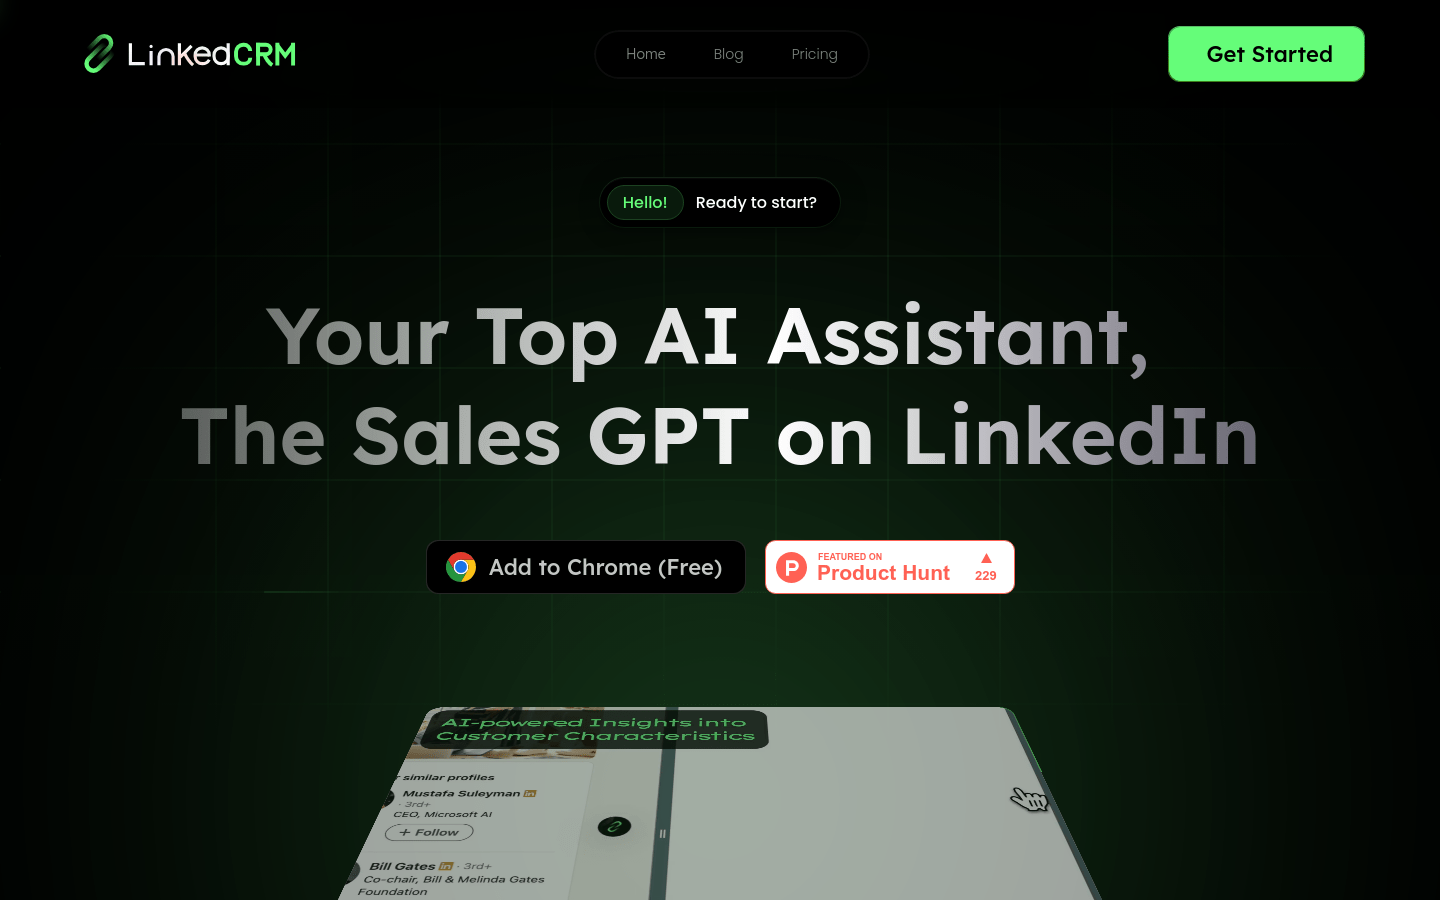 LinkedCRM
Home
Blog
Pricing
Get Started
Hello!
Ready to start?
Your Top AI Assistant,
The Sales GPT on LinkedIn
Add to Chrome (Free)
FEATURED ON
Product Hunt
229
AI-powered Insights into
Customer Characteristics
r similar profiles
Mustafa Suleyman in
· 3rd+
CEO, Microsoft AI
+ Follow
Bill Gates in · 3rd+
Co-chair, Bill & Melinda Gates
Foundation